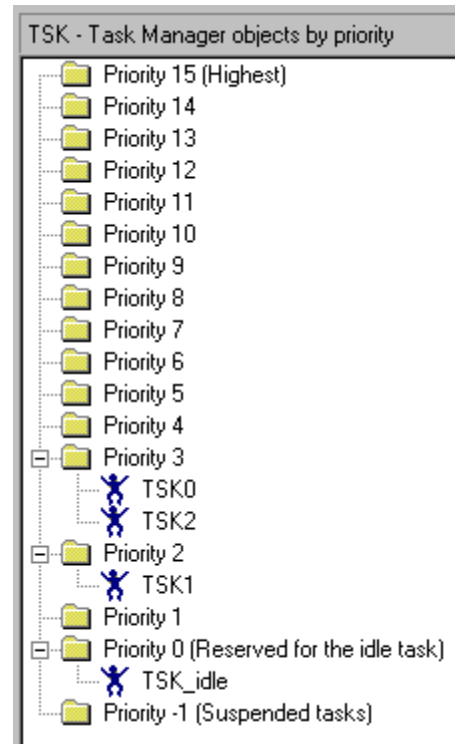 TSK - Task Manager objects by priority
Priority 15 (Highest)
Priority 14
Priority 13
Priority 12
Priority 11
Priority 10
Priority 9
Priority 8
Priority 7
Priority 6
Priority 5
Priority 4
Priority 3
TSK0
TSK2
Priority 2
TSK1
Priority 1
Priority 0 (Reserved for the idle task)
TSK_idle
Priority -1 (Suspended tasks)